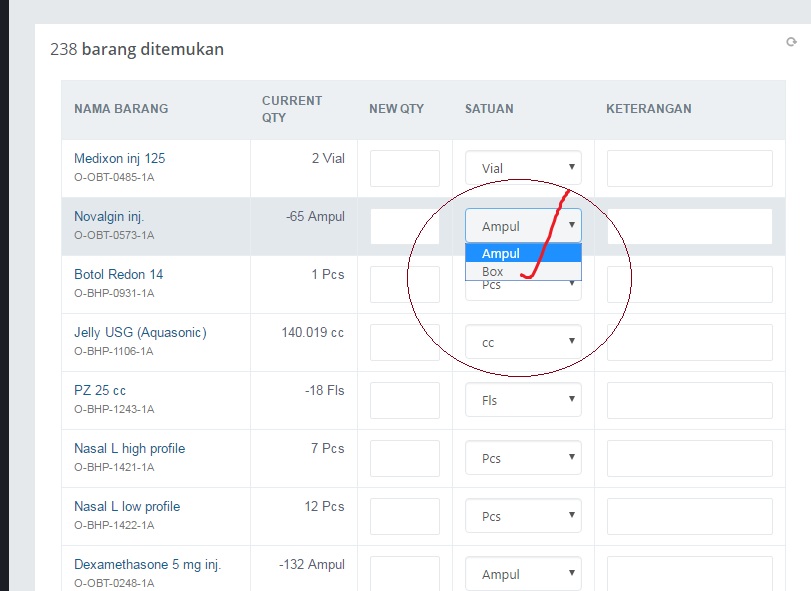 238 barang ditemukan
NAMA BARANG CURRENT QTY NEW QTY SATUAN KETERANGAN
Medixon inj 125 2 Vial Vial
O-OBT-0485-1A
Novalgin inj. -65 Ampul Ampul
O-OBT-0573-1A
Ampul
Box
Botol Redon 14 1 Pcs Pcs
O-BHP-0931-1A
Jelly USG (Aquasonic) 140.019 cc cc
O-BHP-1106-1A
PZ 25 cc -18 Fls Fls
O-BHP-1243-1A
Nasal L high profile 7 Pcs Pcs
O-BHP-1421-1A
Nasal L low profile 12 Pcs Pcs
O-BHP-1422-1A
Dexamethasone 5 mg inj. -132 Ampul Ampul
O-OBT-0248-1A